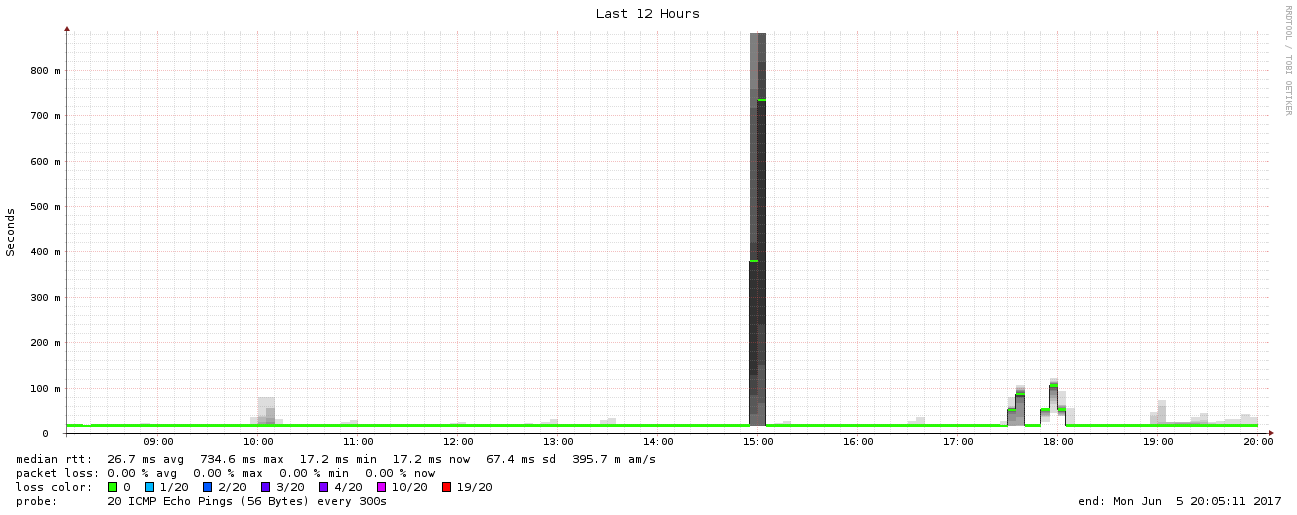 Last 12 Hours
RRDTOOL / TOBI OETIKER
Seconds
800 m
700 m
600 m
500 m
400 m
300 m
200 m
100 m
0
09:00 10:00 11:00 12:00 13:00 14:00 15:00 16:00 17:00 18:00 19:00 20:00
median rtt: 26.7 ms avg 734.6 ms max 17.2 ms min 17.2 ms now 67.4 ms sd 395.7 m am/s
packet loss: 0.00 % avg 0.00 % max 0.00 % min 0.00 % now
loss color: 0 1/20 2/20 3/20 4/20 10/20 19/20
probe: 20 ICMP Echo Pings (56 Bytes) every 300s end: Mon Jun 5 20:05:11 2017